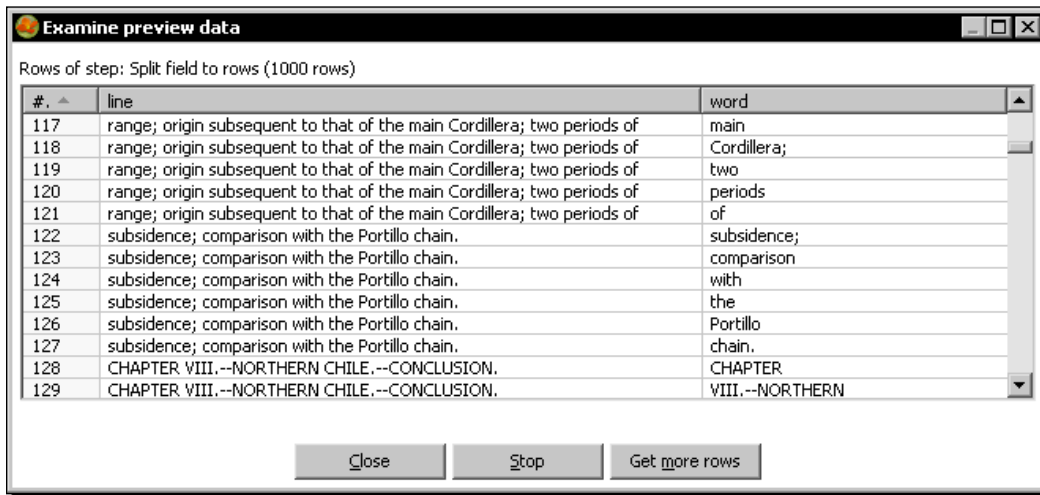 Examine preview data
Rows of step: Split field to rows (1000 rows)
#. line word
117 range; origin subsequent to that of the main Cordillera; two periods of main
118 range; origin subsequent to that of the main Cordillera; two periods of Cordillera;
119 range; origin subsequent to that of the main Cordillera; two periods of two
120 range; origin subsequent to that of the main Cordillera; two periods of periods
121 range; origin subsequent to that of the main Cordillera; two periods of of
122 subsidence; comparison with the Portillo chain. subsidence;
123 subsidence; comparison with the Portillo chain. comparison
124 subsidence; comparison with the Portillo chain. with
125 subsidence; comparison with the Portillo chain. the
126 subsidence; comparison with the Portillo chain. Portillo
127 subsidence; comparison with the Portillo chain. chain.
128 CHAPTER VIII.--NORTHERN CHILE.--CONCLUSION. CHAPTER
129 CHAPTER VIII.--NORTHERN CHILE.--CONCLUSION. VIII.--NORTHERN
Close Stop Get more rows